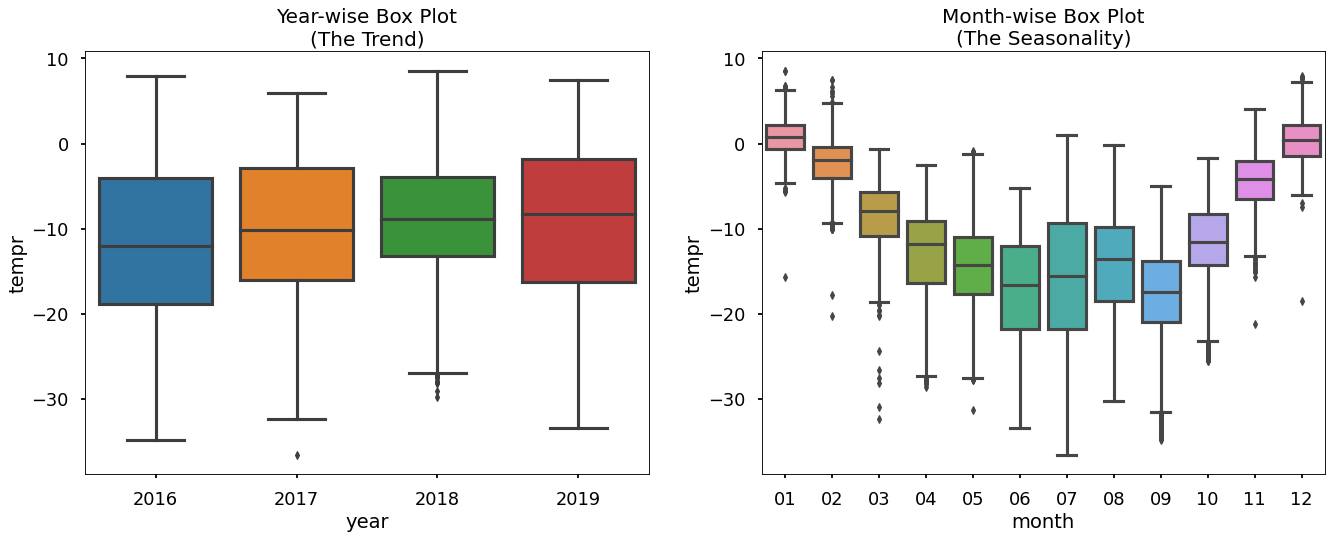 Year-wise Box Plot
(The Trend)
10
0
−10
−20
−30
tempr
2016 2017 2018 2019
year
Month-wise Box Plot
(The Seasonality)
10
0
−10
−20
−30
tempr
01 02 03 04 05 06 07 08 09 10 11 12
month